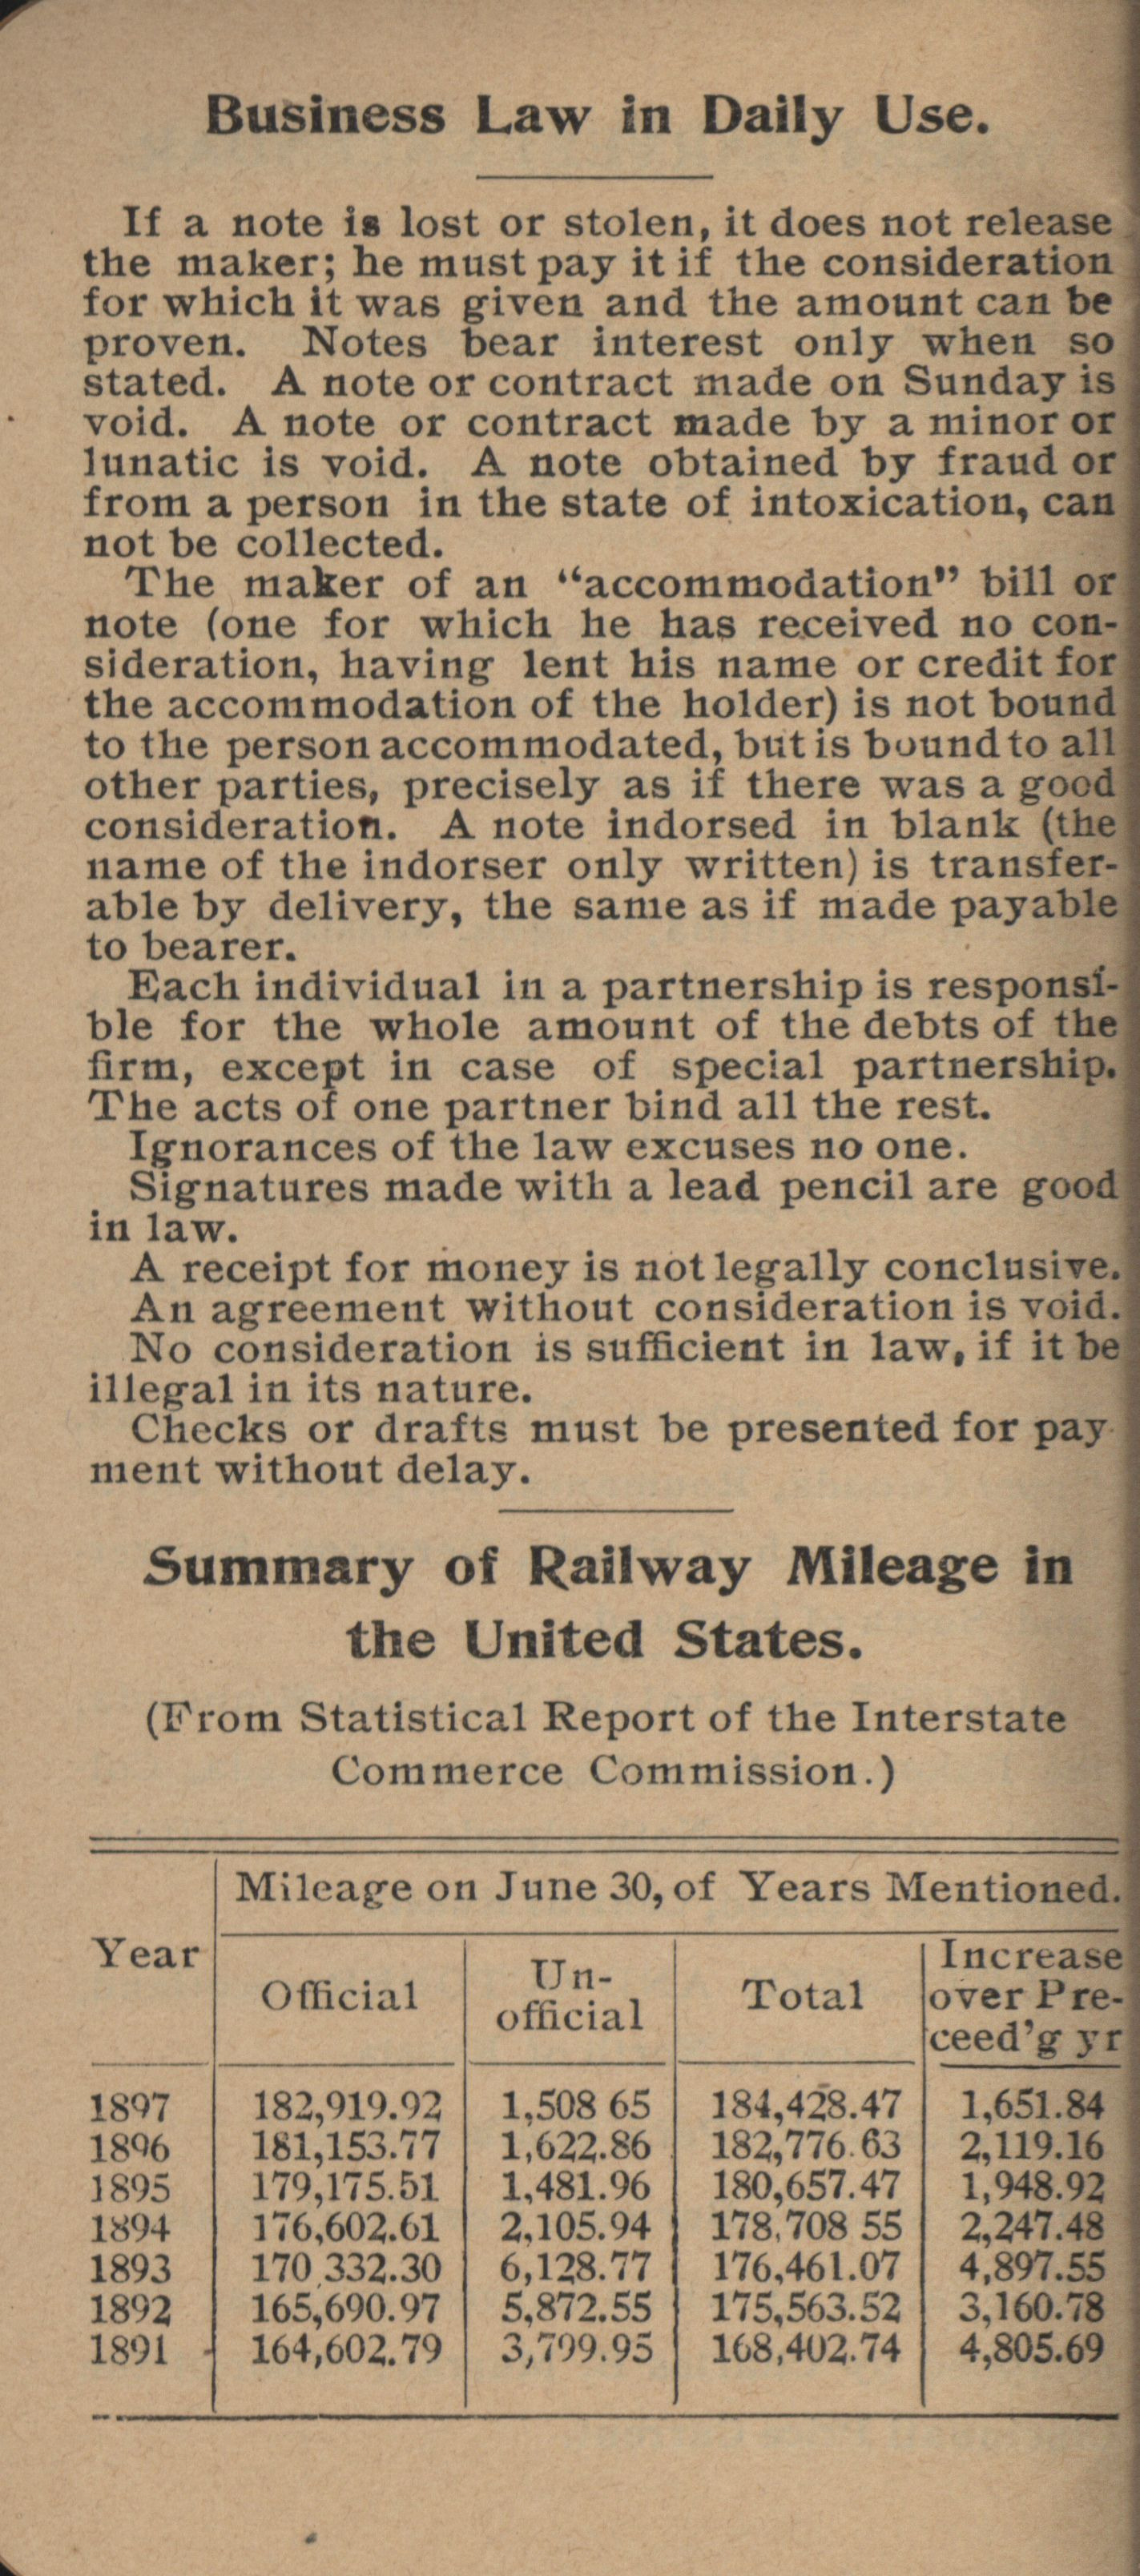 Business Law in Daily Use.
If a note is lost or stolen, it does not release
the maker; he must pay it if the consideration
for which it was given and the amount can be
proven. Notes bear interest only when so
stated. A note or contract made on Sunday is
void. A note or contract made by a minor or
lunatic is void. A note obtained by fraud or
from a person in the state of intoxication, can
not be collected.
The maker of an “accommodation” bill or
note (one for which he has received no con-
sideration, having lent his name or credit for
the accommodation of the holder) is not bound
to the person accommodated, but is bound to all
other parties, precisely as if there was a good
consideration. A note indorsed in blank (the
name of the indorser only written) is transfer-
able by delivery, the same as if made payable
to bearer.
Each individual in a partnership is responsi-
ble for the whole amount of the debts of the
firm, except in case of special partnership.
The acts of one partner bind all the rest.
Ignorances of the law excuses no one.
Signatures made with a lead pencil are good
in law.
A receipt for money is not legally conclusive.
An agreement without consideration is void.
No consideration is sufficient in law, if it be
illegal in its nature.
Checks or drafts must be presented for pay
ment without delay.
Summary of Railway Mileage in
the United States.
(From Statistical Report of the Interstate
Commerce Commission.)
Mileage on June 30, of Years Mentioned.
Year Official Un-official Total Increase over Pre-ceed'g yr
1897 182,919.92 1,508 65 184,428.47 1,651.84
1896 181,153.77 1,622.86 182,776.63 2,119.16
1895 179,175.51 1,481.96 180,657.47 1,948.92
1894 176,602.61 2,105.94 178,708 55 2,247.48
1893 170 332.30 6,128.77 176,461.07 4,897.55
1892 165,690.97 5,872.55 175,563.52 3,160.78
1891 164,602.79 3,799.95 168,402.74 4,805.69